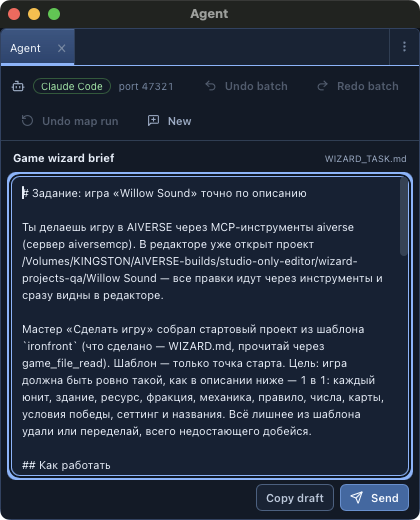 Agent
Agent
Claude Code port 47321 Undo batch Redo batch
Undo map run New
Game wizard brief WIZARD_TASK.md
# Задание: игра «Willow Sound» точно по описанию
Ты делаешь игру в AIVERSE через MCP-инструменты aiverse
(сервер aiversemcp). В редакторе уже открыт проект
/Volumes/KINGSTON/AIVERSE-builds/studio-only-editor/wizard-
projects-qa/Willow Sound — все правки идут через инструменты и
сразу видны в редакторе.
Мастер «Сделать игру» собрал стартовый проект из шаблона
`ironfront` (что сделано — WIZARD.md, прочитай через
game_file_read). Шаблон — только точка старта. Цель: игра
должна быть ровно такой, как в описании ниже — 1 в 1: каждый
юнит, здание, ресурс, фракция, механика, правило, числа, карты,
условия победы, сеттинг и названия. Всё лишнее из шаблона
удали или переделай, всего недостающего добейся.
## Как работать
Copy draft Send